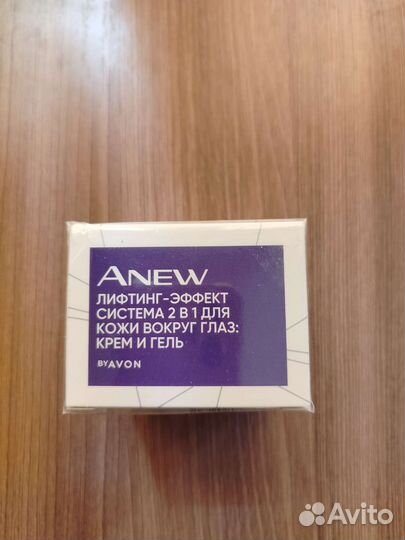 ANEW
ЛИФТИНГ-ЭФФЕКТ
СИСТЕМА 2 В 1 ДЛЯ
КОЖИ ВОКРУГ ГЛАЗ:
КРЕМ И ГЕЛЬ
BY AVON
Avito